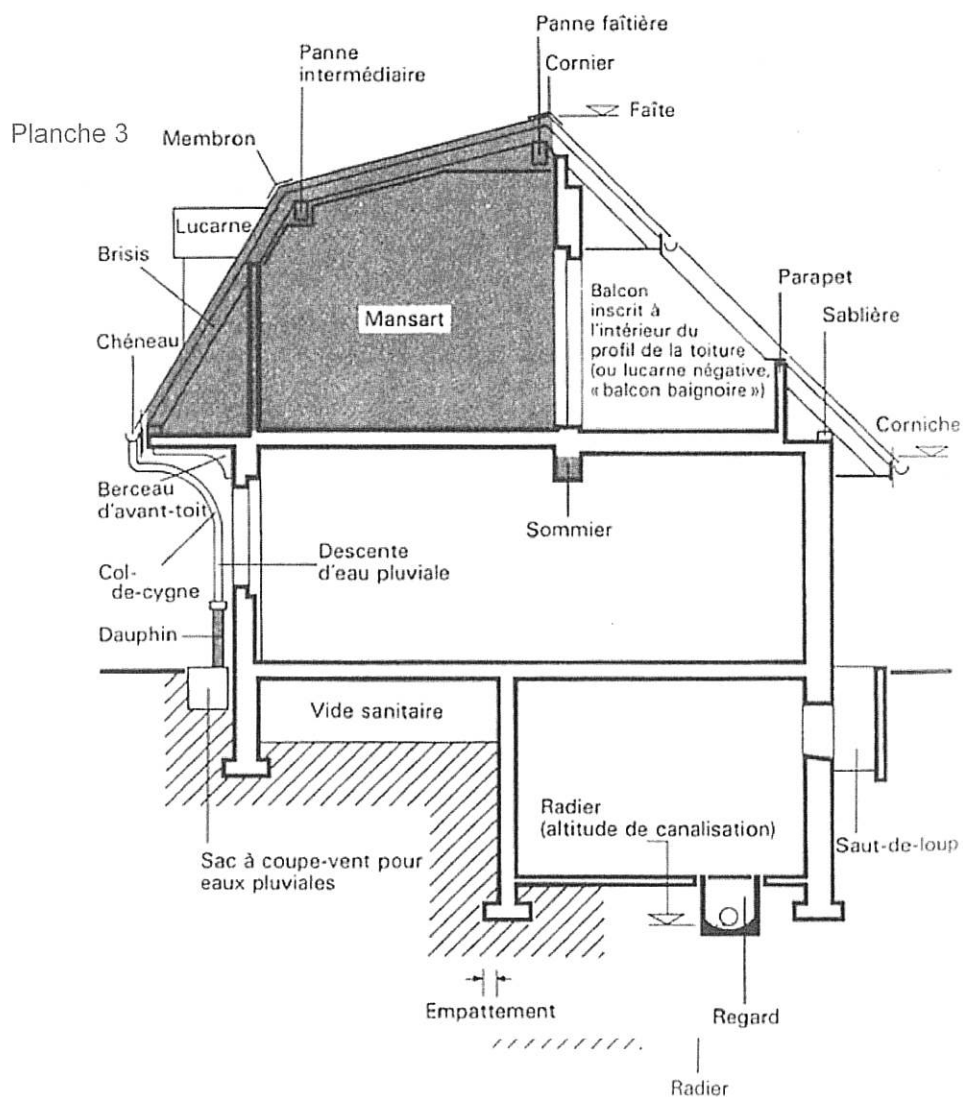 Panne faîtière
Panne
intermédiaire
Cornier
Faîte
Planche 3
Membron
Lucarne
Brisis
Parapet
Mansart
Balcon
inscrit à
l'intérieur du
profil de la toiture
(ou lucarne négative,
« balcon baignoire »)
Sablière
Chéneau
Corniche
Berceau
d'avant-toit
Sommier
Descente
d'eau pluviale
Col-
de-cygne
Dauphin
Vide sanitaire
Radier
(altitude de canalisation)
Saut-de-loup
Sac à coupe-vent pour
eaux pluviales
Empattement
Regard
Radier